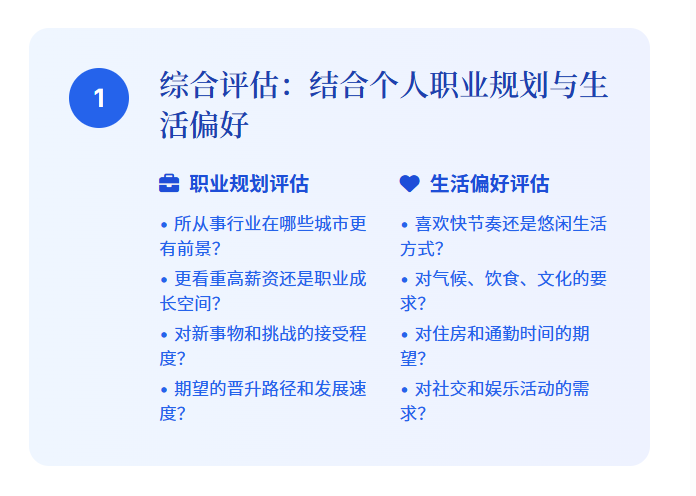 1
综合评估：结合个人职业规划与生
活偏好
职业规划评估
• 所从事行业在哪些城市更
有前景？
• 更看重高薪资还是职业成
长空间？
• 对新事物和挑战的接受程
度？
• 期望的晋升路径和发展速
度？
生活偏好评估
• 喜欢快节奏还是悠闲生活
方式？
• 对气候、饮食、文化的要
求？
• 对住房和通勤时间的期
望？
• 对社交和娱乐活动的需
求？